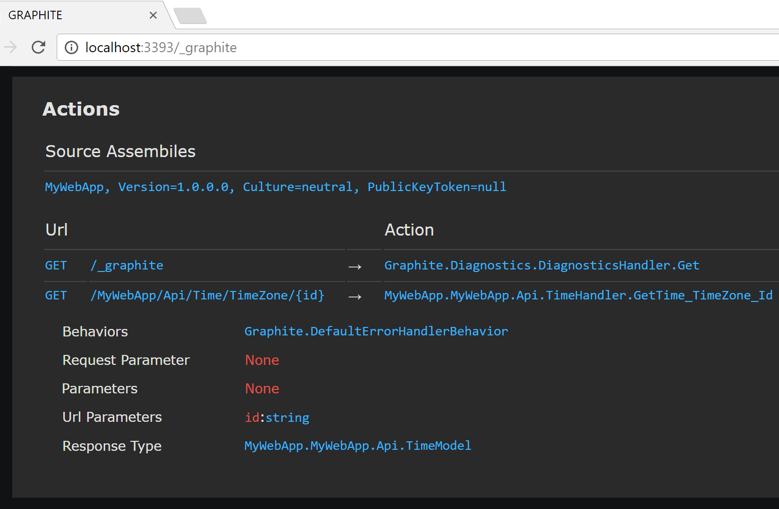 GRAPHITE
localhost:3393/_graphite
Actions
Source Assembiles
MyWebApp, Version=1.0.0.0, Culture=neutral, PublicKeyToken=null
Url Action
GET /_graphite → Graphite.Diagnostics.DiagnosticsHandler.Get
GET /MyWebApp/Api/Time/TimeZone/{id} → MyWebApp.MyWebApp.Api.TimeHandler.GetTime_TimeZone_Id
Behaviors Graphite.DefaultErrorHandlerBehavior
Request Parameter None
Parameters None
Url Parameters id:string
Response Type MyWebApp.MyWebApp.Api.TimeModel